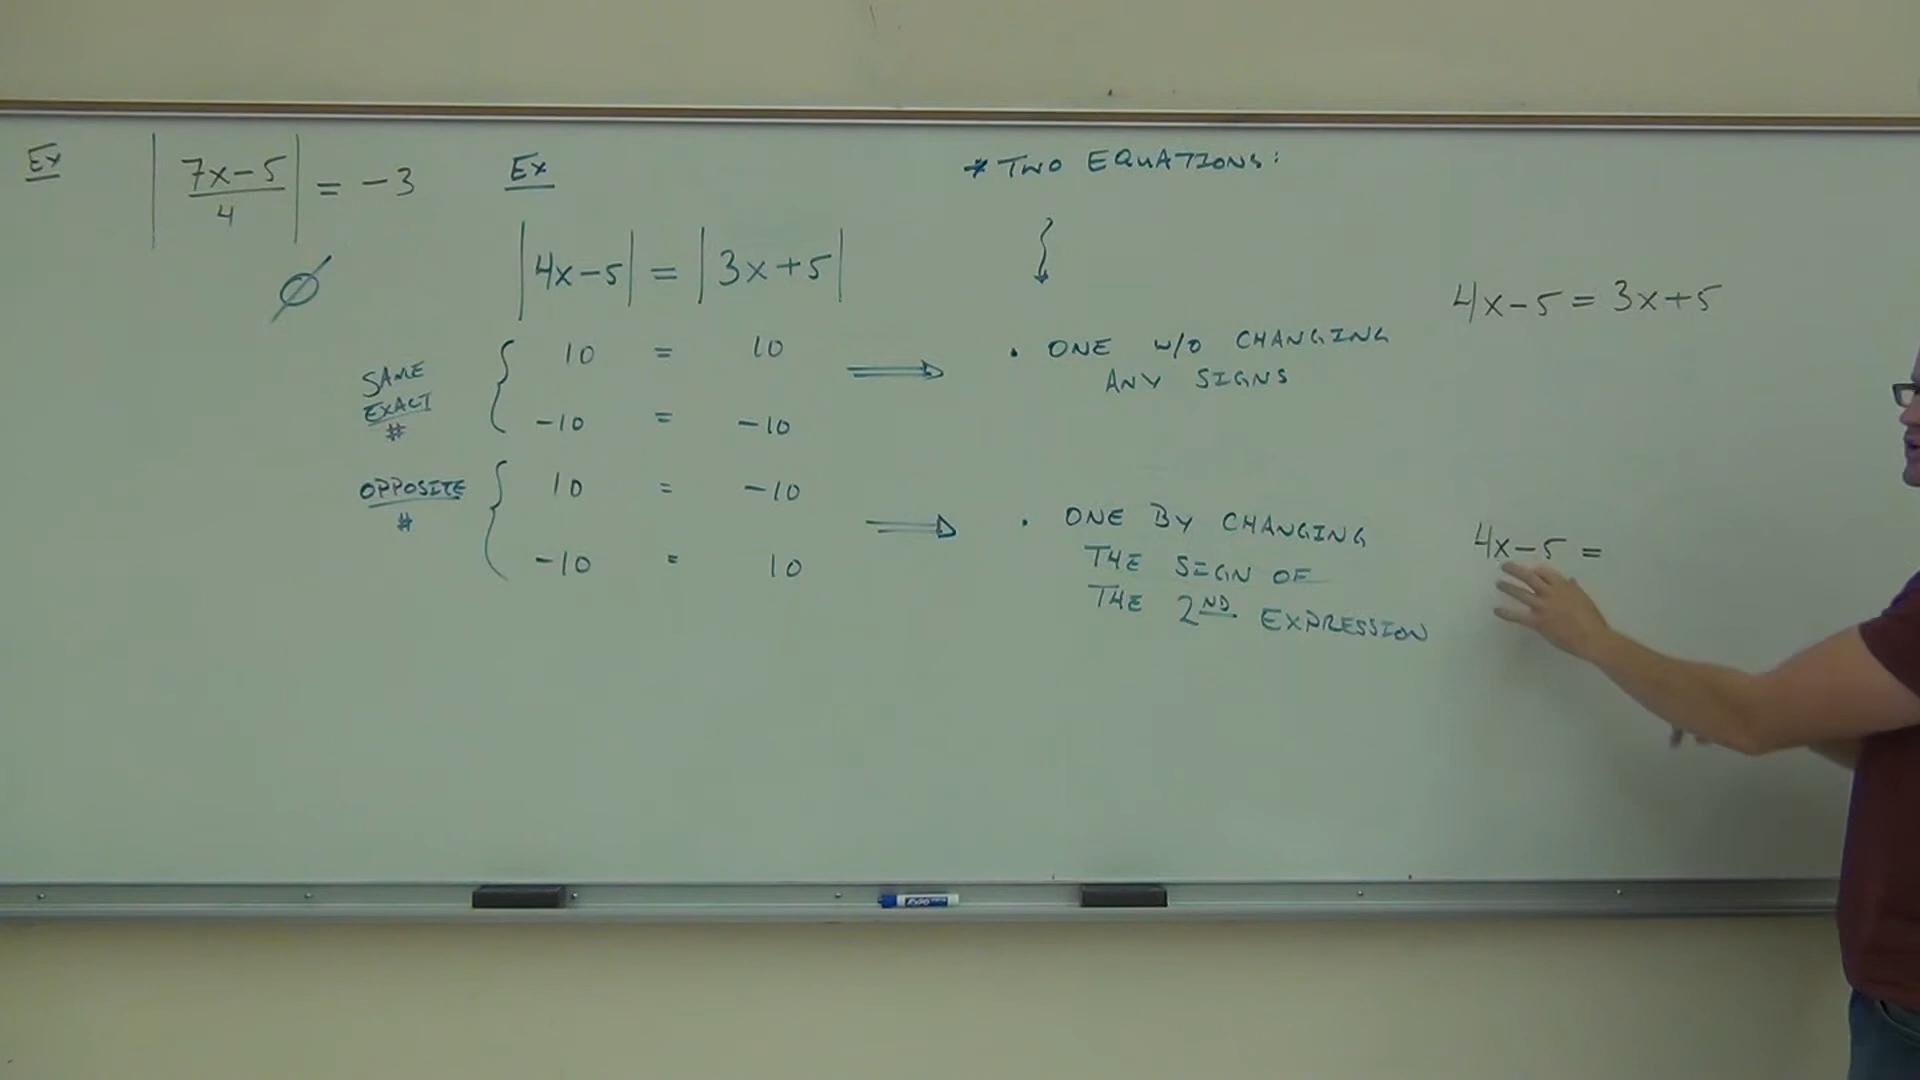 Ex
|7x-5/4| = -3
∅
Ex
|4x-5| = |3x+5|
SAME
EXACT
#
10 = 10
-10 = -10
OPPOSITE
#
10 = -10
-10 = 10
* TWO EQUATIONS:
• ONE W/O CHANGING
ANY SIGNS
• ONE BY CHANGING
THE SIGN OF
THE 2ND EXPRESSION
4x-5 = 3x+5
4x-5 =
EXPO